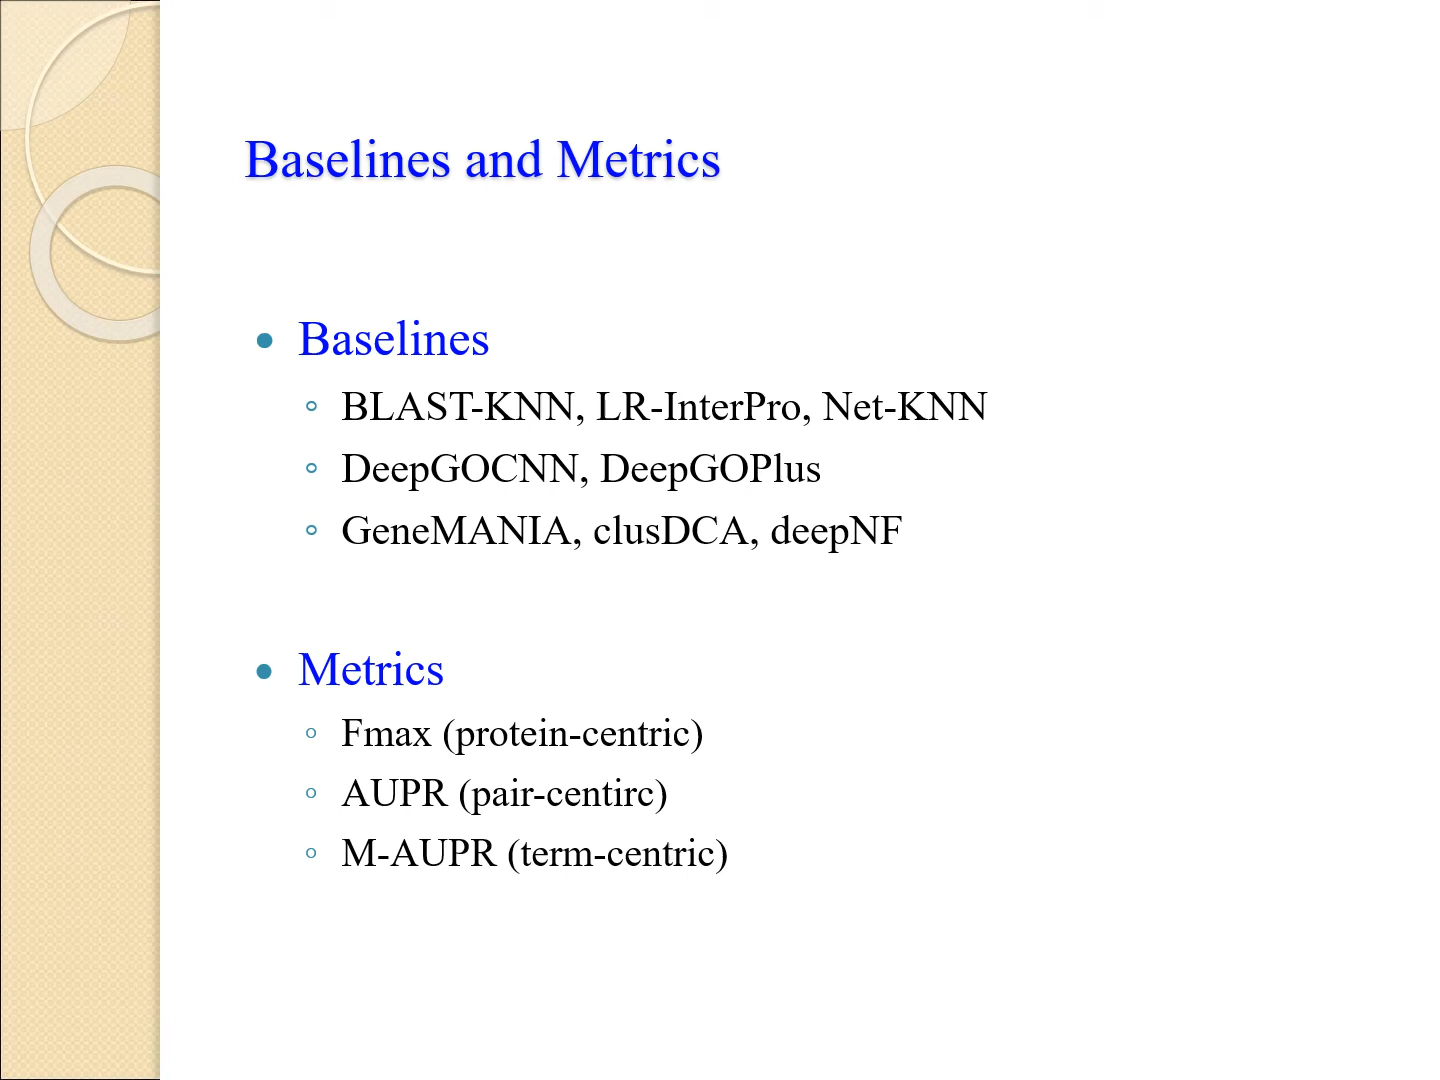 Baselines and Metrics
Baselines
BLAST-KNN, LR-InterPro, Net-KNN
DeepGOCNN, DeepGOPlus
GeneMANIA, clusDCA, deepNF
Metrics
Fmax (protein-centric)
AUPR (pair-centirc)
M-AUPR (term-centric)